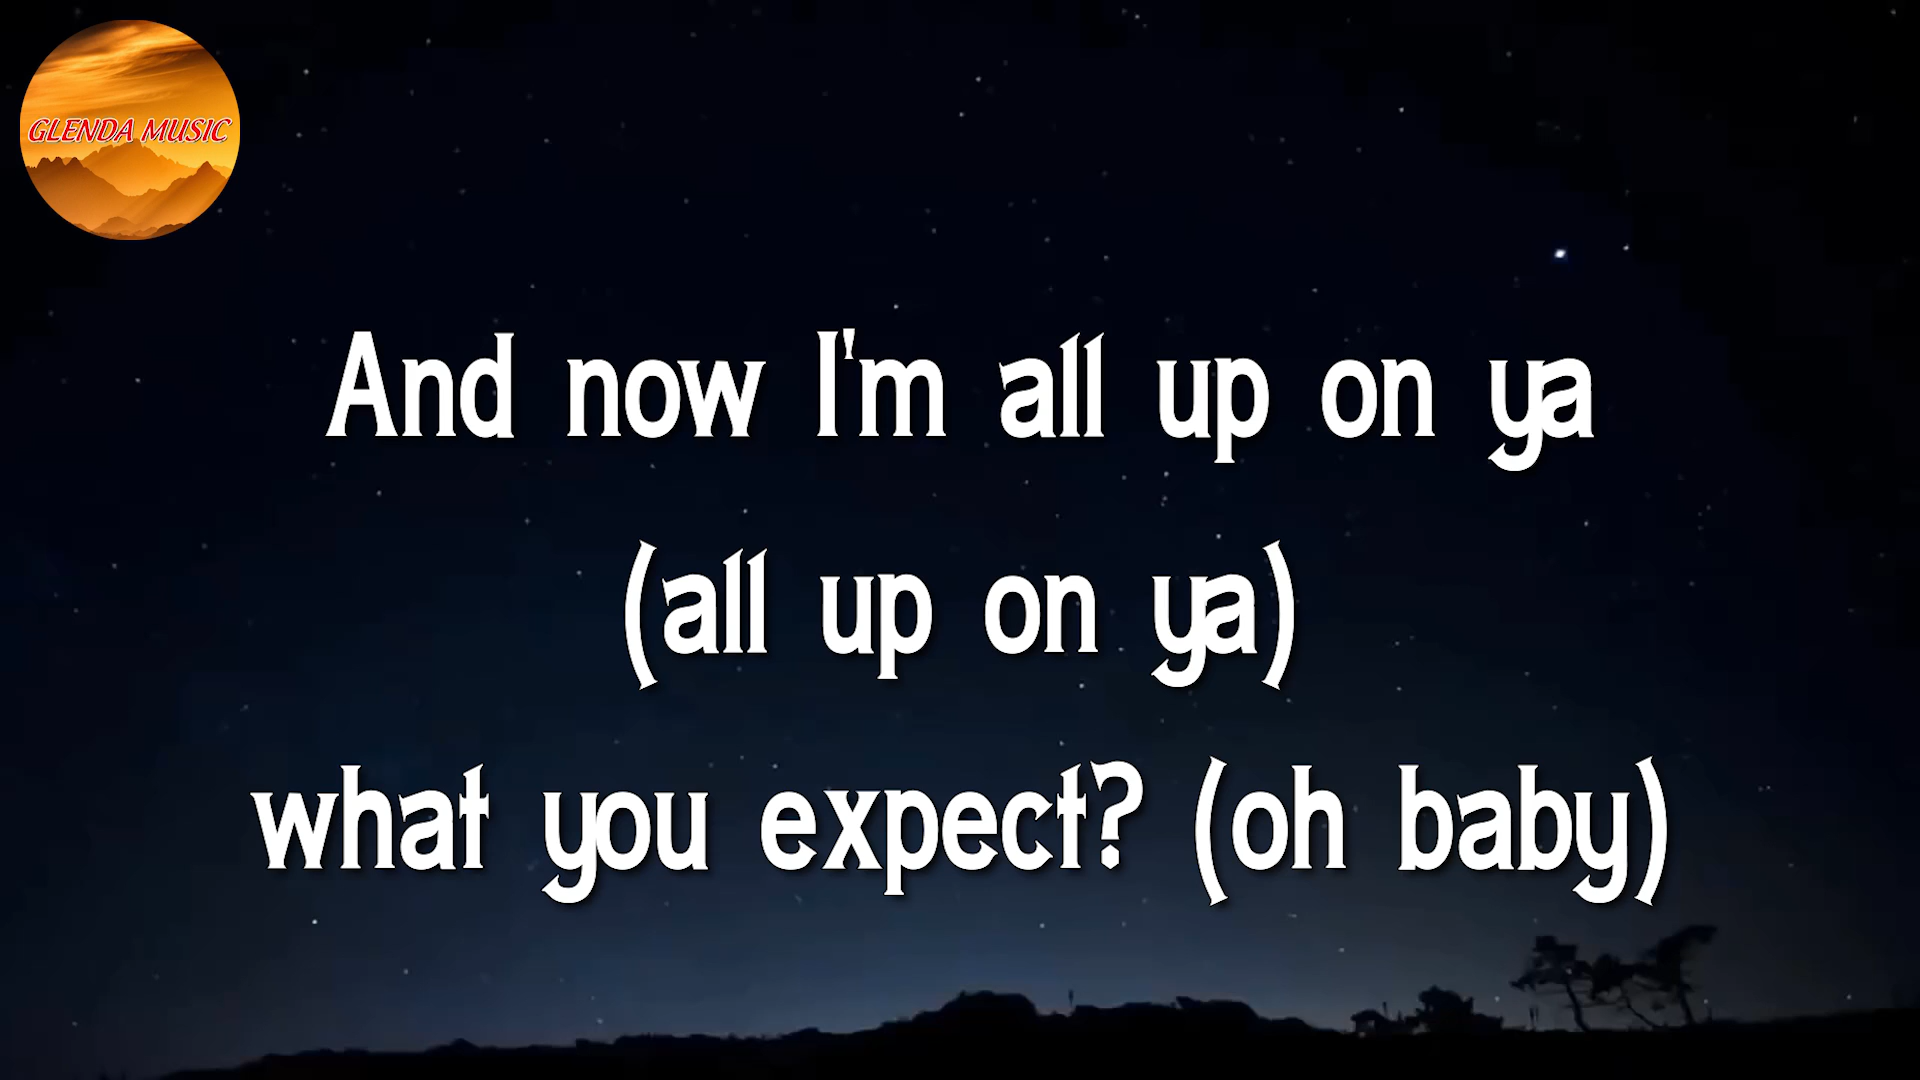 GLENDA MUSIC
And now I'm all up on ya
(all up on ya)
what you expect? (oh baby)